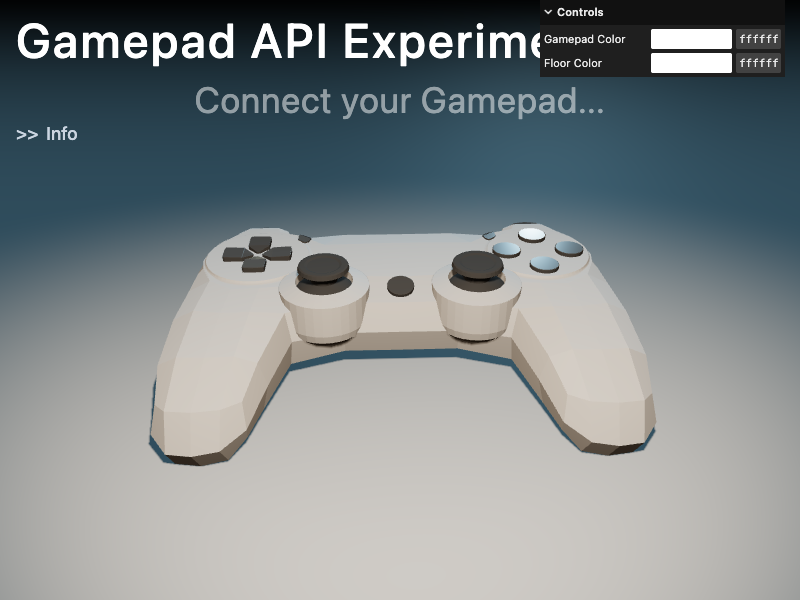 Gamepad API Experime
Connect your Gamepad...
>> Info
Controls
Gamepad Color
ffffff
Floor Color
ffffff